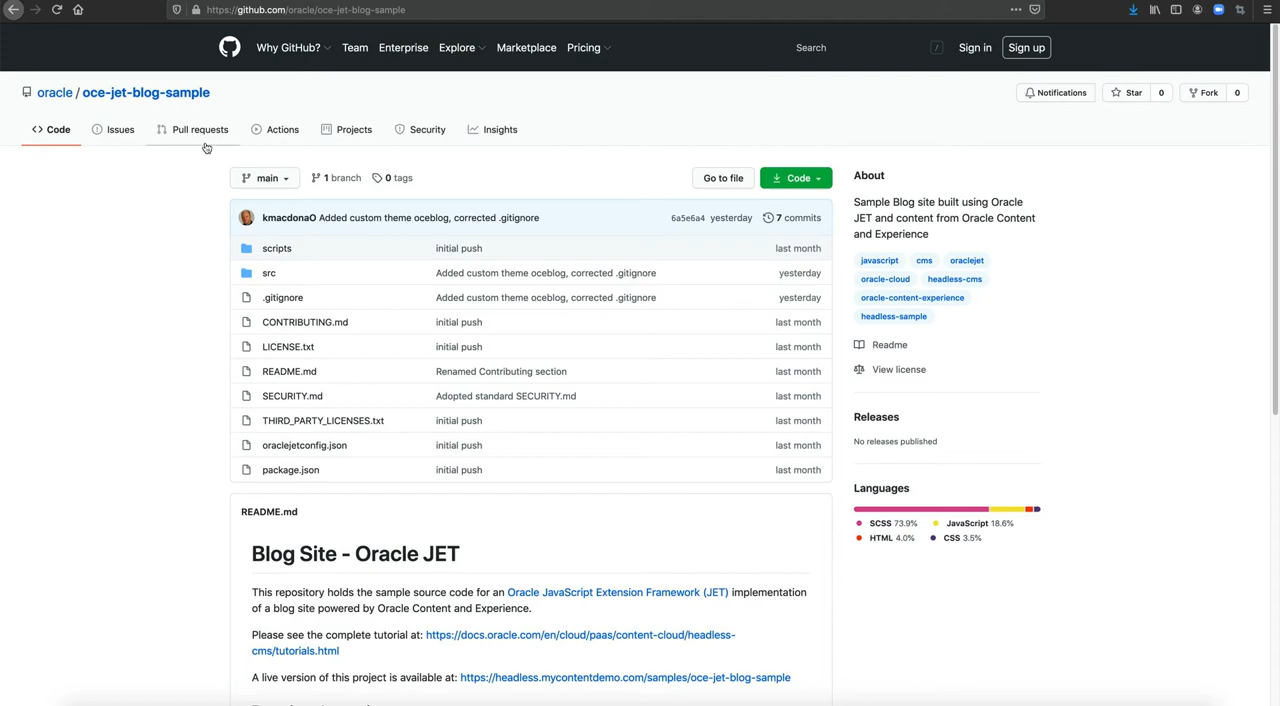 https://github.com/oracle/oce-jet-blog-sample
Why GitHub? Team Enterprise Explore Marketplace Pricing Search / Sign in Sign up
oracle / oce-jet-blog-sample Notifications Star 0 Fork 0
Code Issues Pull requests Actions Projects Security Insights
main 1 branch 0 tags Go to file Code
kmacdonaO Added custom theme oceblog, corrected .gitignore 6a5e6a4 yesterday 7 commits
scripts initial push last month
src Added custom theme oceblog, corrected .gitignore yesterday
.gitignore Added custom theme oceblog, corrected .gitignore yesterday
CONTRIBUTING.md initial push last month
LICENSE.txt initial push last month
README.md Renamed Contributing section last month
SECURITY.md Adopted standard SECURITY.md last month
THIRD_PARTY_LICENSES.txt initial push last month
oraclejetconfig.json initial push last month
package.json initial push last month
README.md
Blog Site - Oracle JET
This repository holds the sample source code for an Oracle JavaScript Extension Framework (JET) implementation
of a blog site powered by Oracle Content and Experience.
Please see the complete tutorial at: https://docs.oracle.com/en/cloud/paas/content-cloud/headless-
cms/tutorials.html
A live version of this project is available at: https://headless.mycontentdemo.com/samples/oce-jet-blog-sample
About
Sample Blog site built using Oracle
JET and content from Oracle Content
and Experience
javascript cms oraclejet
oracle-cloud headless-cms
oracle-content-experience
headless-sample
Readme
View license
Releases
No releases published
Languages
SCSS 73.9% JavaScript 18.6%
HTML 4.0% CSS 3.5%